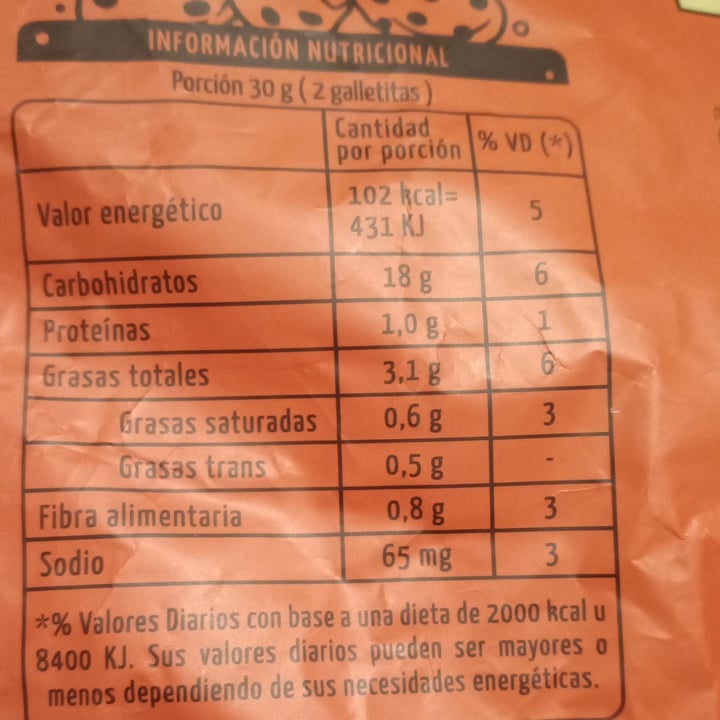 INFORMACIÓN NUTRICIONAL
Porción 30 g ( 2 galletitas )
Cantidad por porción % VD (*)
Valor energético 102 kcal= 431 KJ 5
Carbohidratos 18 g 6
Proteínas 1,0 g 1
Grasas totales 3,1 g 6
Grasas saturadas 0,6 g 3
Grasas trans 0,5 g -
Fibra alimentaria 0,8 g 3
Sodio 65 mg 3
*% Valores Diarios con base a una dieta de 2000 kcal u
8400 KJ. Sus valores diarios pueden ser mayores o
menos dependiendo de sus necesidades energéticas.